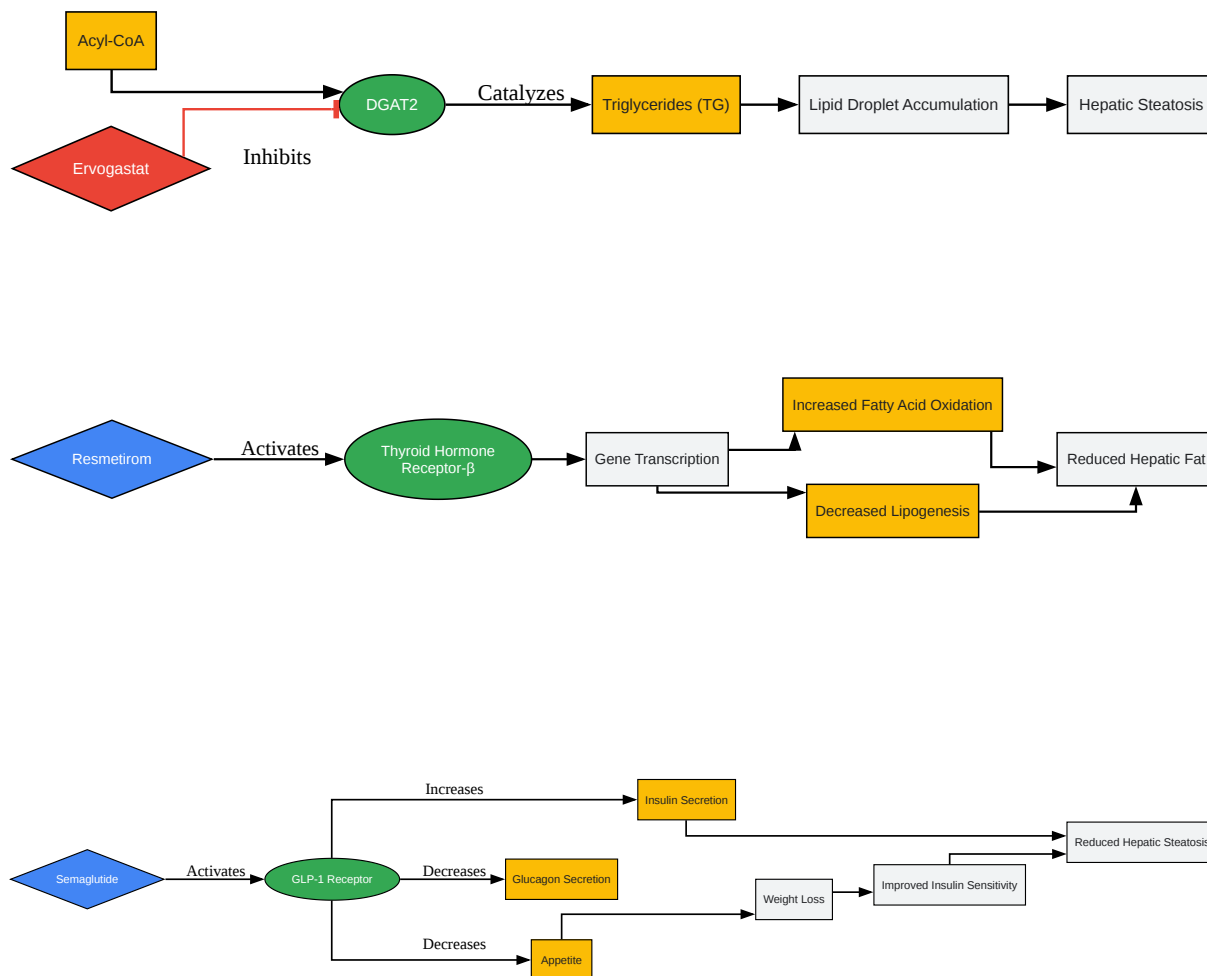 Acyl-CoA
DGAT2
Catalyzes
Triglycerides (TG)
Lipid Droplet Accumulation
Hepatic Steatosis
Ervogastat
Inhibits
Resmetirom
Activates
Thyroid Hormone
Receptor-β
Gene Transcription
Increased Fatty Acid Oxidation
Decreased Lipogenesis
Reduced Hepatic Fat
Semaglutide
Activates
GLP-1 Receptor
Increases
Insulin Secretion
Decreases
Glucagon Secretion
Decreases
Appetite
Weight Loss
Improved Insulin Sensitivity
Reduced Hepatic Steatosis